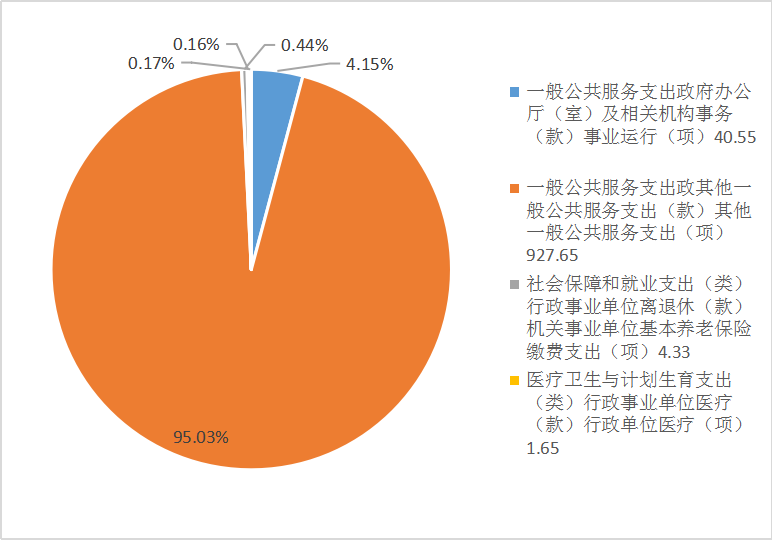 0.16%
0.44%
0.17%
4.15%
95.03%
一般公共服务支出政府办公
厅（室）及相关机构事务
（款）事业运行（项）40.55
一般公共服务支出政其他一
般公共服务支出（款）其他
一般公共服务支出（项）
927.65
社会保障和就业支出（类）
行政事业单位离退休（款）
机关事业单位基本养老保险
缴费支出（项）4.33
医疗卫生与计划生育支出
（类）行政事业单位医疗
（款）行政单位医疗（项）
1.65